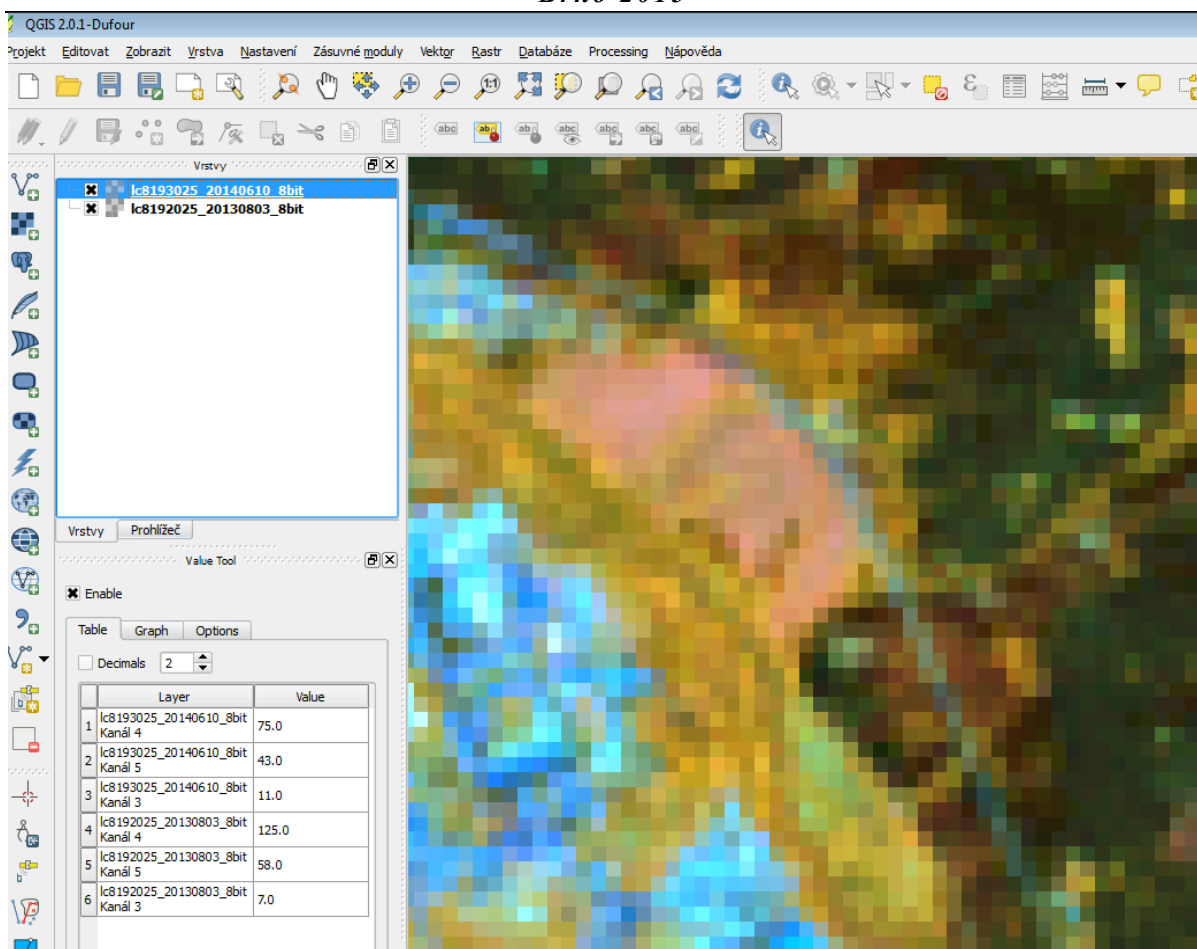 Brno 2015
QGIS 2.0.1-Dufour
Projekt Editovat Zobrazit Vrstva Nastavení Zásuvné moduly Vektor Rastr Databáze Processing Nápověda
Vrstvy
lc8193025_20140610_8bit
lc8192025_20130803_8bit
Vrstvy Prohlížeč
Value Tool
Enable
Table Graph Options
Decimals 2
Layer Value
1 lc8193025_20140610_8bit
Kanál 4 75.0
2 lc8193025_20140610_8bit
Kanál 5 43.0
3 lc8193025_20140610_8bit
Kanál 3 11.0
4 lc8192025_20130803_8bit
Kanál 4 125.0
5 lc8192025_20130803_8bit
Kanál 5 58.0
6 lc8192025_20130803_8bit
Kanál 3 7.0